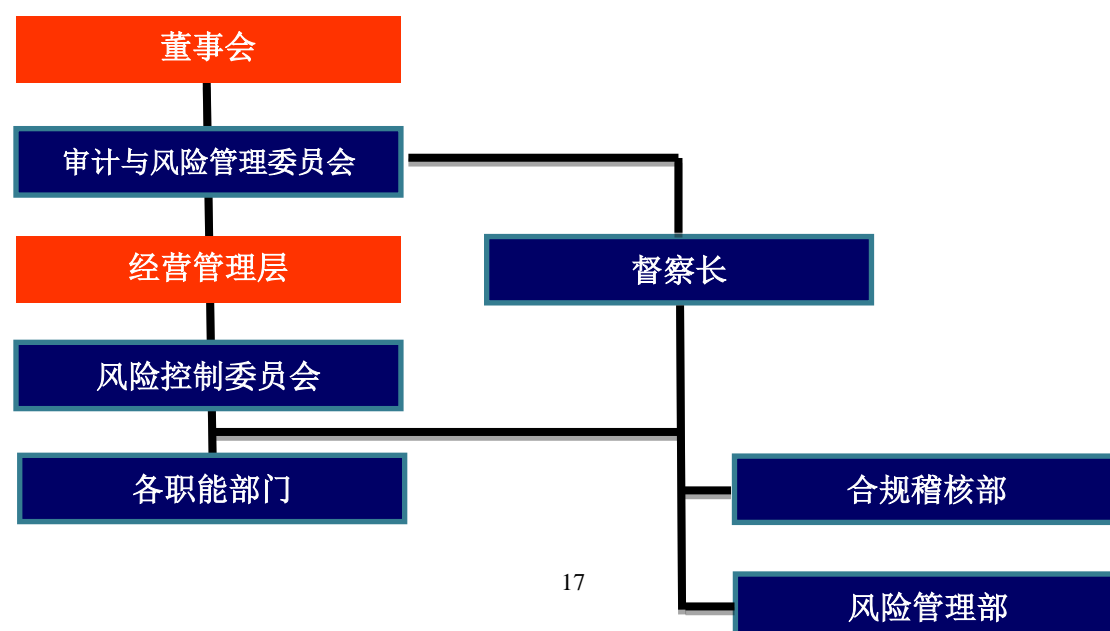 董事会
审计与风险管理委员会
经营管理层
督察长
风险控制委员会
各职能部门
合规稽核部
17
风险管理部